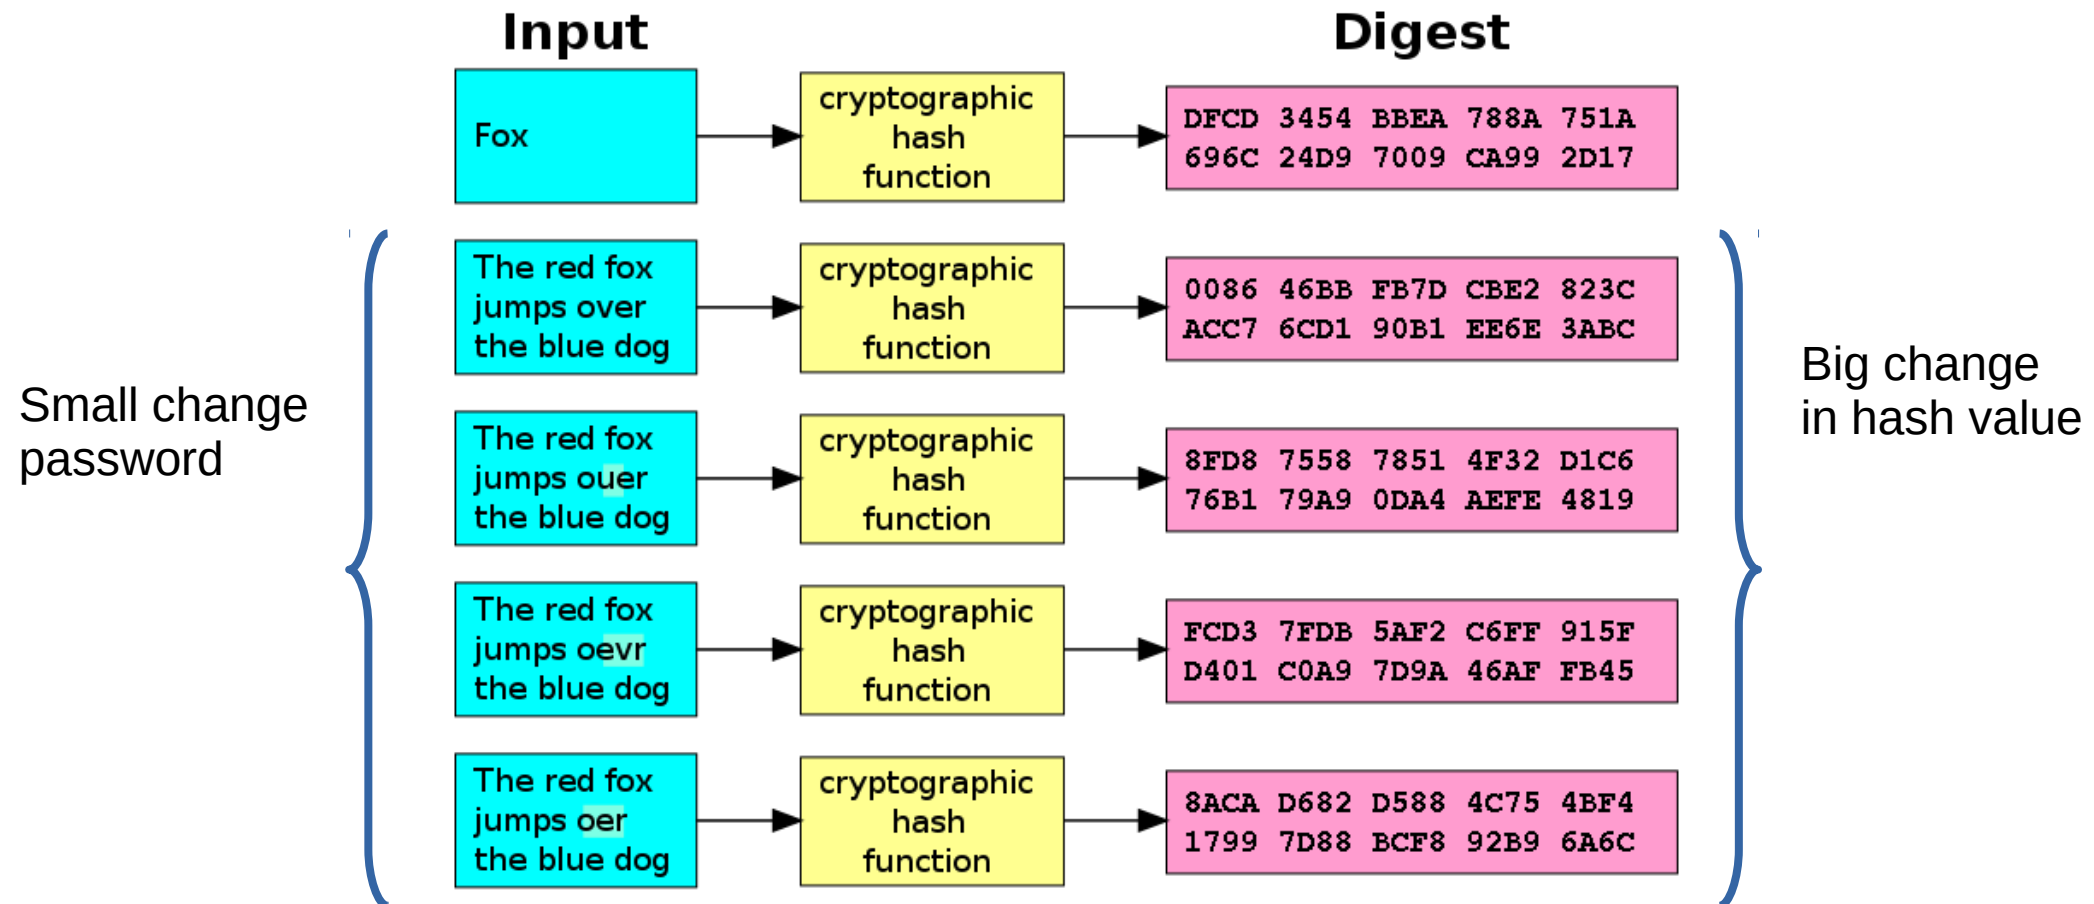 Input
Digest
Fox
cryptographic
hash
function
DFCD 3454 BBEA 788A 751A
696C 24D9 7009 CA99 2D17
The red fox
jumps over
the blue dog
cryptographic
hash
function
0086 46BB FB7D CBE2 823C
ACC7 6CD1 90B1 EE6E 3ABC
Small change
password
The red fox
jumps ouer
the blue dog
cryptographic
hash
function
8FD8 7558 7851 4F32 D1C6
76B1 79A9 0DA4 AEFE 4819
Big change
in hash value
The red fox
jumps oevr
the blue dog
cryptographic
hash
function
FCD3 7FDB 5AF2 C6FF 915F
D401 C0A9 7D9A 46AF FB45
The red fox
jumps oer
the blue dog
cryptographic
hash
function
8ACA D682 D588 4C75 4BF4
1799 7D88 BCF8 92B9 6A6C